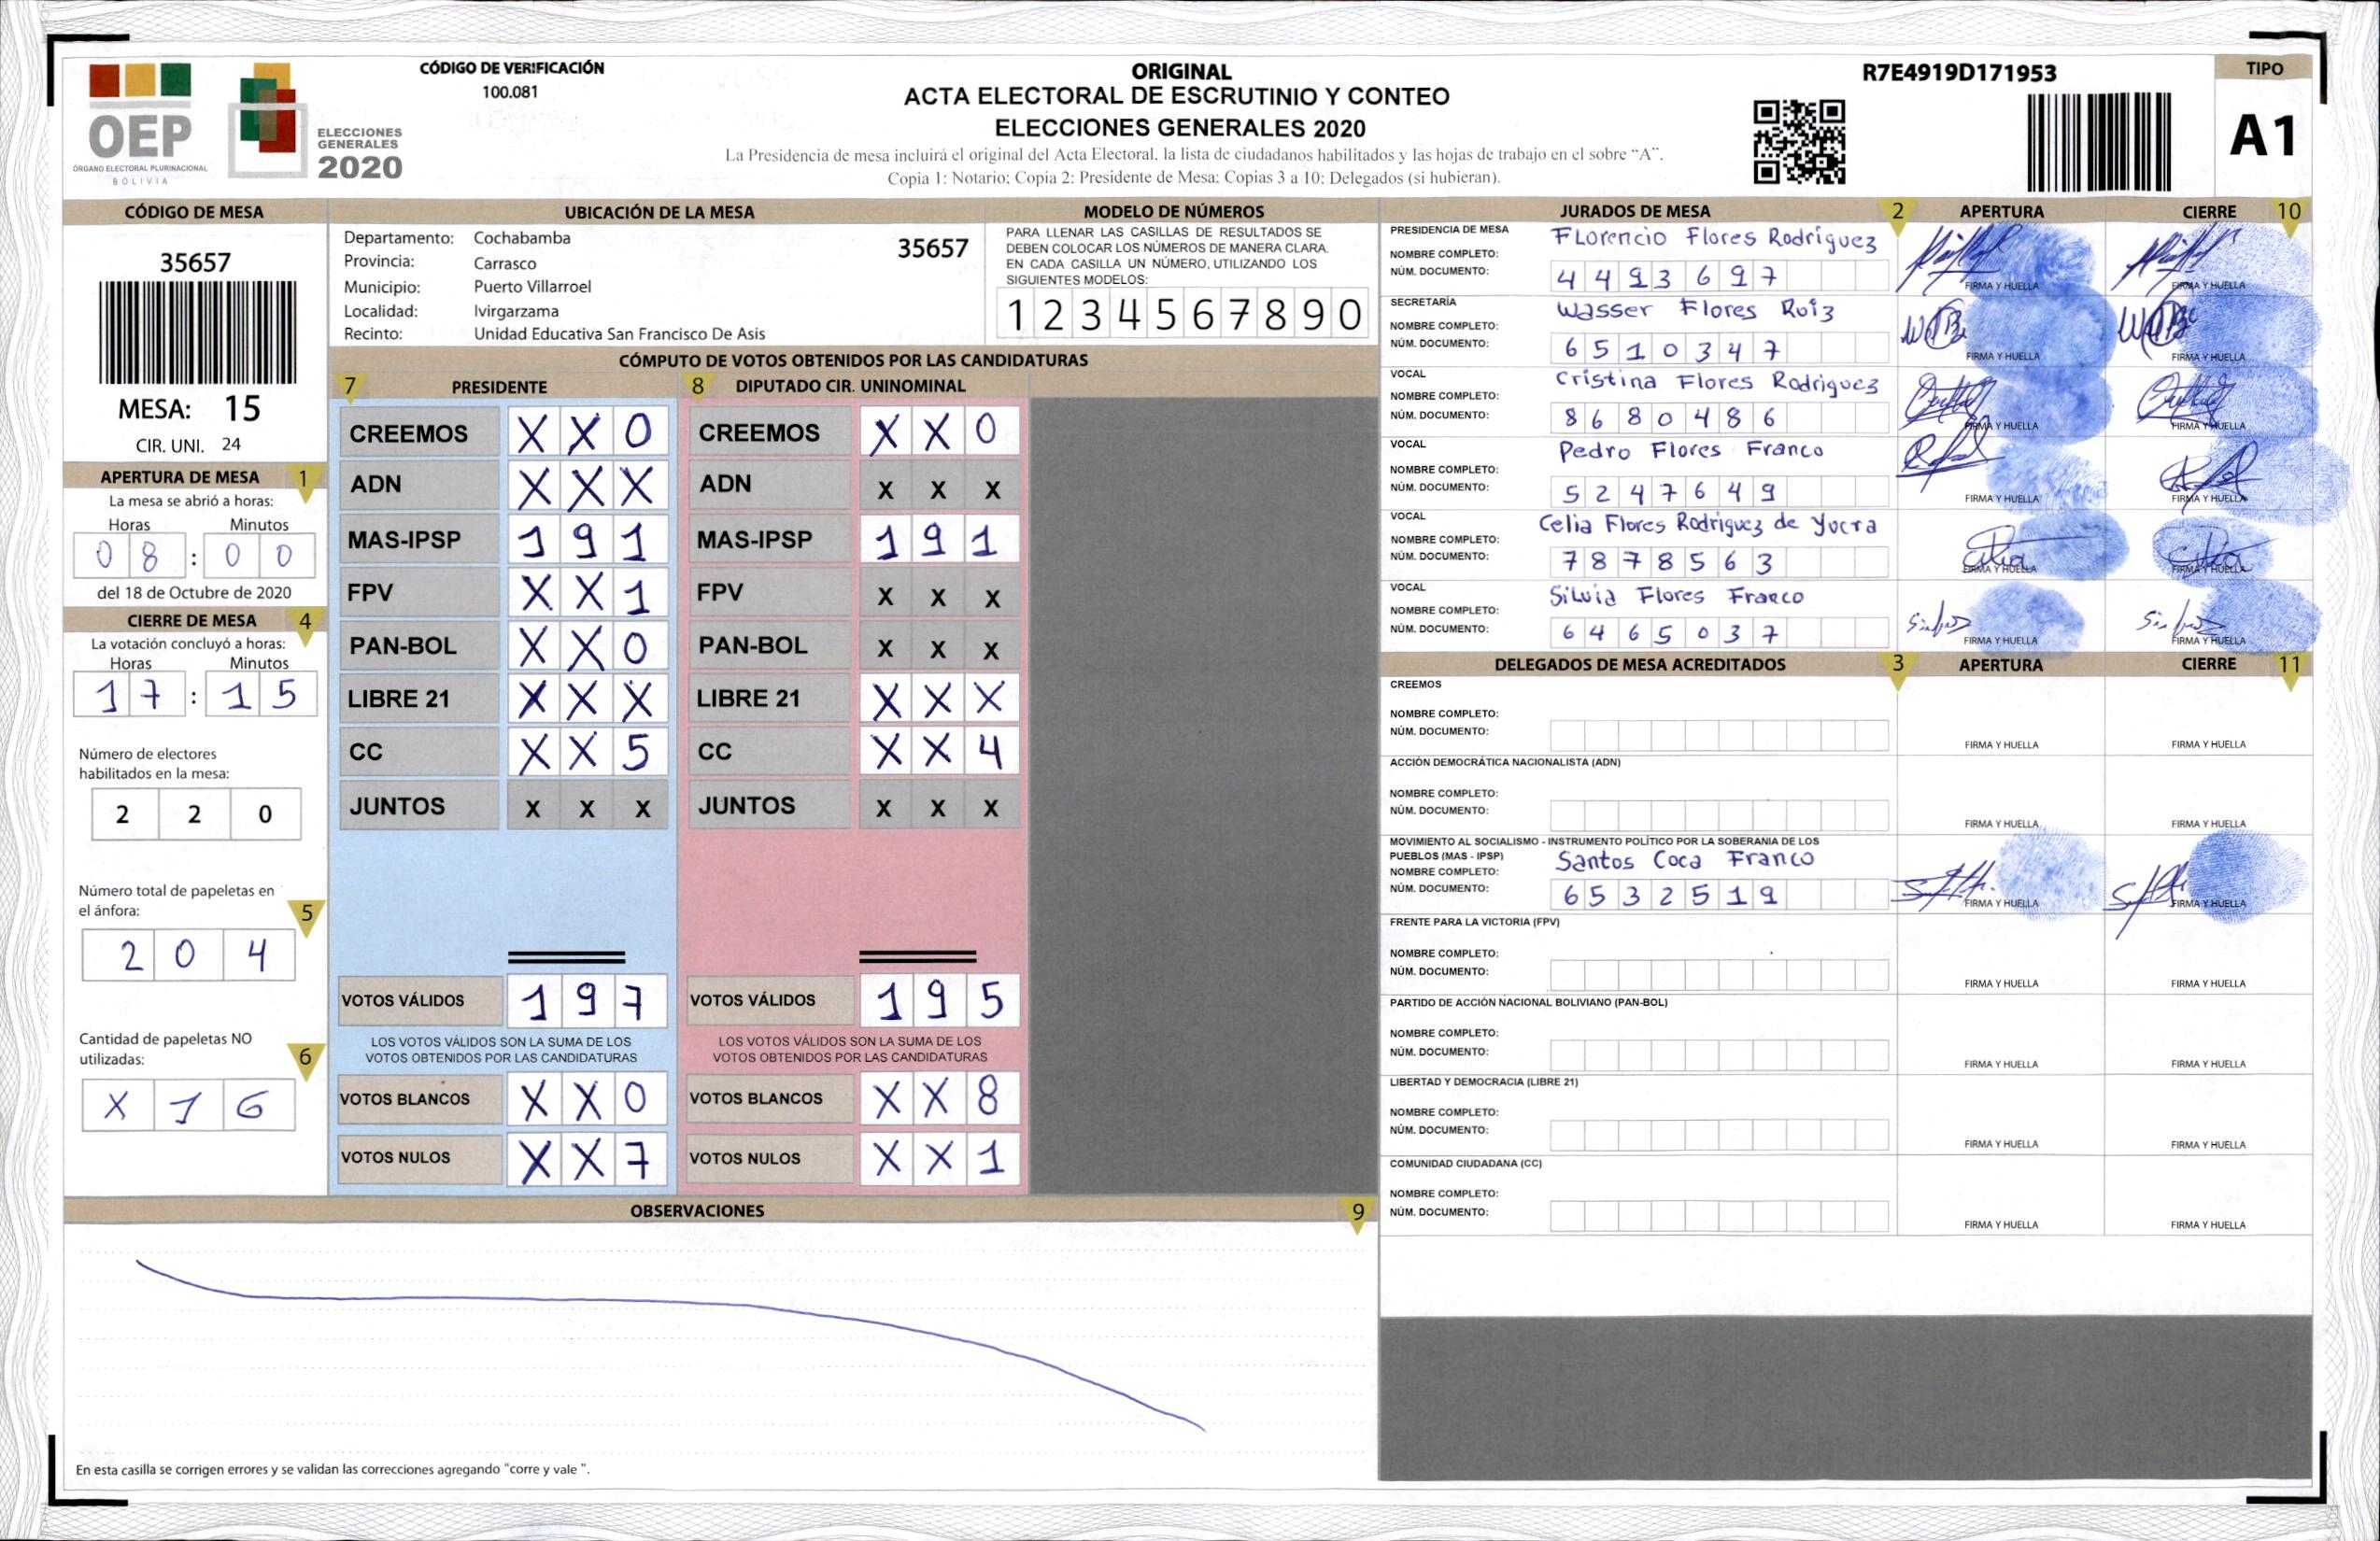 OEP
ÓRGANO ELECTORAL PLURINACIONAL
BOLIVIA
ELECCIONES
GENERALES
2020
CÓDIGO DE VERIFICACIÓN
100.081
ORIGINAL
ACTA ELECTORAL DE ESCRUTINIO Y CONTEO
ELECCIONES GENERALES 2020
La Presidencia de mesa incluirá el original del Acta Electoral, la lista de ciudadanos habilitados y las hojas de trabajo en el sobre “A”.
Copia 1: Notario; Copia 2: Presidente de Mesa; Copias 3 a 10: Delegados (si hubieran).
R7E4919D171953
TIPO
A1
CÓDIGO DE MESA
35657
MESA: 15
CIR. UNI. 24
APERTURA DE MESA 1
La mesa se abrió a horas:
Horas Minutos
0 8 : 0 0
del 18 de Octubre de 2020
CIERRE DE MESA 4
La votación concluyó a horas:
Horas Minutos
1 7 : 1 5
Número de electores
habilitados en la mesa:
2 2 0
Número total de papeletas en
el ánfora: 5
2 0 4
Cantidad de papeletas NO
utilizadas: 6
X 1 6
UBICACIÓN DE LA MESA
Departamento: Cochabamba 35657
Provincia: Carrasco
Municipio: Puerto Villarroel
Localidad: Ivirgarzama
Recinto: Unidad Educativa San Francisco De Asis
MODELO DE NÚMEROS
PARA LLENAR LAS CASILLAS DE RESULTADOS SE
DEBEN COLOCAR LOS NÚMEROS DE MANERA CLARA.
EN CADA CASILLA UN NÚMERO, UTILIZANDO LOS
SIGUIENTES MODELOS:
1 2 3 4 5 6 7 8 9 0
CÓMPUTO DE VOTOS OBTENIDOS POR LAS CANDIDATURAS
7 PRESIDENTE 8 DIPUTADO CIR. UNINOMINAL
CREEMOS X X 0 CREEMOS X X 0
ADN X X X ADN X X X
MAS-IPSP 1 9 1 MAS-IPSP 1 9 1
FPV X X 1 FPV X X X
PAN-BOL X X 0 PAN-BOL X X X
LIBRE 21 X X X LIBRE 21 X X X
CC X X 5 CC X X 4
JUNTOS X X X JUNTOS X X X
VOTOS VÁLIDOS 1 9 7 VOTOS VÁLIDOS 1 9 5
LOS VOTOS VÁLIDOS SON LA SUMA DE LOS LOS VOTOS VÁLIDOS SON LA SUMA DE LOS
VOTOS OBTENIDOS POR LAS CANDIDATURAS VOTOS OBTENIDOS POR LAS CANDIDATURAS
VOTOS BLANCOS X X 0 VOTOS BLANCOS X X 8
VOTOS NULOS X X 7 VOTOS NULOS X X 1
OBSERVACIONES 9
En esta casilla se corrigen errores y se validan las correcciones agregando “corre y vale ”.
JURADOS DE MESA 2 APERTURA CIERRE 10
PRESIDENCIA DE MESA
NOMBRE COMPLETO: FLorencio Flores Rodríguez
NÚM. DOCUMENTO: 4 4 9 3 6 9 7
FIRMA Y HUELLA FIRMA Y HUELLA
SECRETARÍA
NOMBRE COMPLETO: Wasser Flores Ruiz
NÚM. DOCUMENTO: 6 5 1 0 3 4 7
FIRMA Y HUELLA FIRMA Y HUELLA
VOCAL
NOMBRE COMPLETO: Cristina Flores Rodriguez
NÚM. DOCUMENTO: 8 6 8 0 4 8 6
FIRMA Y HUELLA FIRMA Y HUELLA
VOCAL
NOMBRE COMPLETO: Pedro Flores Franco
NÚM. DOCUMENTO: 5 2 4 7 6 4 9
FIRMA Y HUELLA FIRMA Y HUELLA
VOCAL
NOMBRE COMPLETO: Celia Flores Rodriguez de Yucra
NÚM. DOCUMENTO: 7 8 7 8 5 6 3
FIRMA Y HUELLA FIRMA Y HUELLA
VOCAL
NOMBRE COMPLETO: Silvia Flores Franco
NÚM. DOCUMENTO: 6 4 6 5 0 3 7
FIRMA Y HUELLA FIRMA Y HUELLA
DELEGADOS DE MESA ACREDITADOS 3 APERTURA CIERRE 11
CREEMOS
NOMBRE COMPLETO:
NÚM. DOCUMENTO:
FIRMA Y HUELLA FIRMA Y HUELLA
ACCIÓN DEMOCRÁTICA NACIONALISTA (ADN)
NOMBRE COMPLETO:
NÚM. DOCUMENTO:
FIRMA Y HUELLA FIRMA Y HUELLA
MOVIMIENTO AL SOCIALISMO - INSTRUMENTO POLÍTICO POR LA SOBERANIA DE LOS
PUEBLOS (MAS - IPSP)
NOMBRE COMPLETO: Santos Coca Franco
NÚM. DOCUMENTO: 6 5 3 2 5 1 9
FIRMA Y HUELLA FIRMA Y HUELLA
FRENTE PARA LA VICTORIA (FPV)
NOMBRE COMPLETO:
NÚM. DOCUMENTO:
FIRMA Y HUELLA FIRMA Y HUELLA
PARTIDO DE ACCIÓN NACIONAL BOLIVIANO (PAN-BOL)
NOMBRE COMPLETO:
NÚM. DOCUMENTO:
FIRMA Y HUELLA FIRMA Y HUELLA
LIBERTAD Y DEMOCRACIA (LIBRE 21)
NOMBRE COMPLETO:
NÚM. DOCUMENTO:
FIRMA Y HUELLA FIRMA Y HUELLA
COMUNIDAD CIUDADANA (CC)
NOMBRE COMPLETO:
NÚM. DOCUMENTO:
FIRMA Y HUELLA FIRMA Y HUELLA